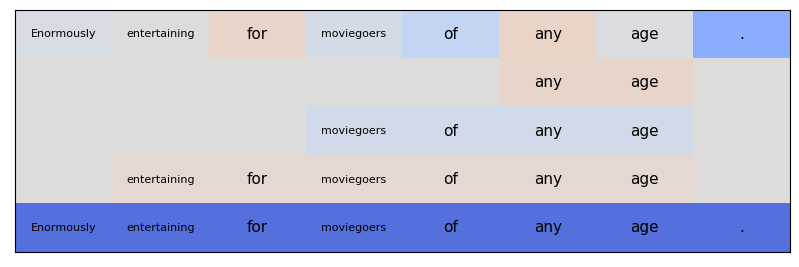 Enormously entertaining for moviegoers of any age .
any age
moviegoers of any age
entertaining for moviegoers of any age
Enormously entertaining for moviegoers of any age .